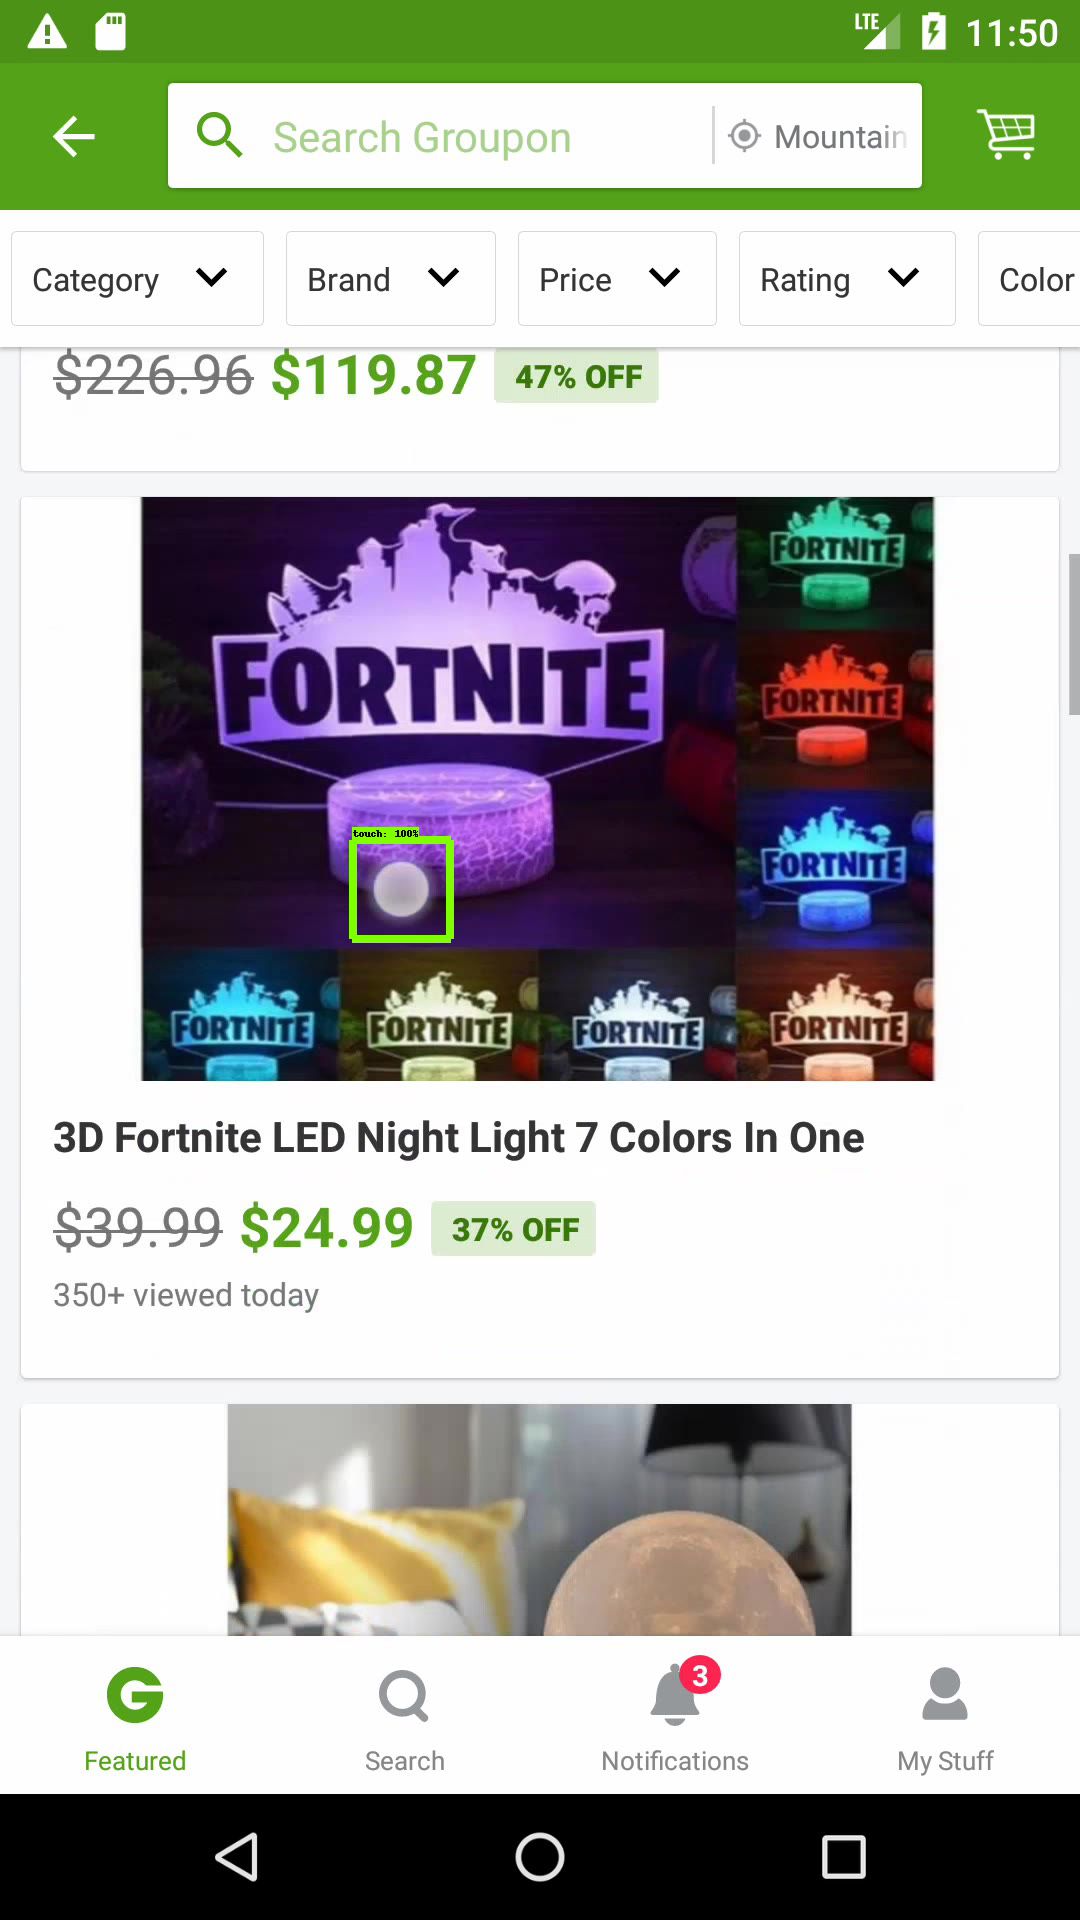 LTE 11:50
Search Groupon Mountain
Category Brand Price Rating Color
$226.96 $119.87 47% OFF
FORTNITE
FORTNITE
FORTNITE
FORTNITE
touch: 100%
FORTNITE FORTNITE FORTNITE FORTNITE
3D Fortnite LED Night Light 7 Colors In One
$39.99 $24.99 37% OFF
350+ viewed today
G
3
Featured Search Notifications My Stuff